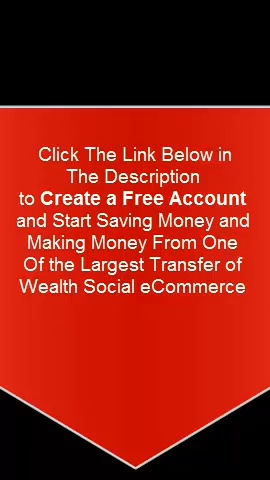 Click The Link Below in
The Description
to Create a Free Account
and Start Saving Money and
Making Money From One
Of the Largest Transfer of
Wealth Social eCommerce